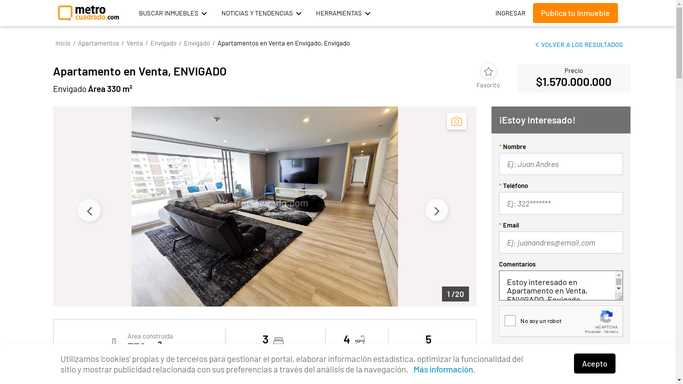 metro
cuadrado.com
BUSCAR INMUEBLES
NOTICIAS Y TENDENCIAS
HERRAMIENTAS
INGRESAR
Publica tu Inmueble
Inicio / Apartamentos / Venta / Envigado / Envigado / Apartamentos en Venta en Envigado, Envigado
VOLVER A LOS RESULTADOS
Apartamento en Venta, ENVIGADO
Envigado Área 330 m²
Favorito
Precio
$1.570.000.000
1 /20
¡Estoy Interesado!
* Nombre
Ej: Juan Andres
* Teléfono
Ej: 322*******
* Email
Ej: juanandres@email.com
Comentarios
Estoy interesado en
Apartamento en Venta,
ENVIGADO, Envigado
No soy un robot
reCAPTCHA
Privacidad - Términos
Área construida
3
4
5
Utilizamos 'cookies' propias y de terceros para gestionar el portal, elaborar información estadística, optimizar la funcionalidad del
sitio y mostrar publicidad relacionada con sus preferencias a través del análisis de la navegación. Más información.
Acepto